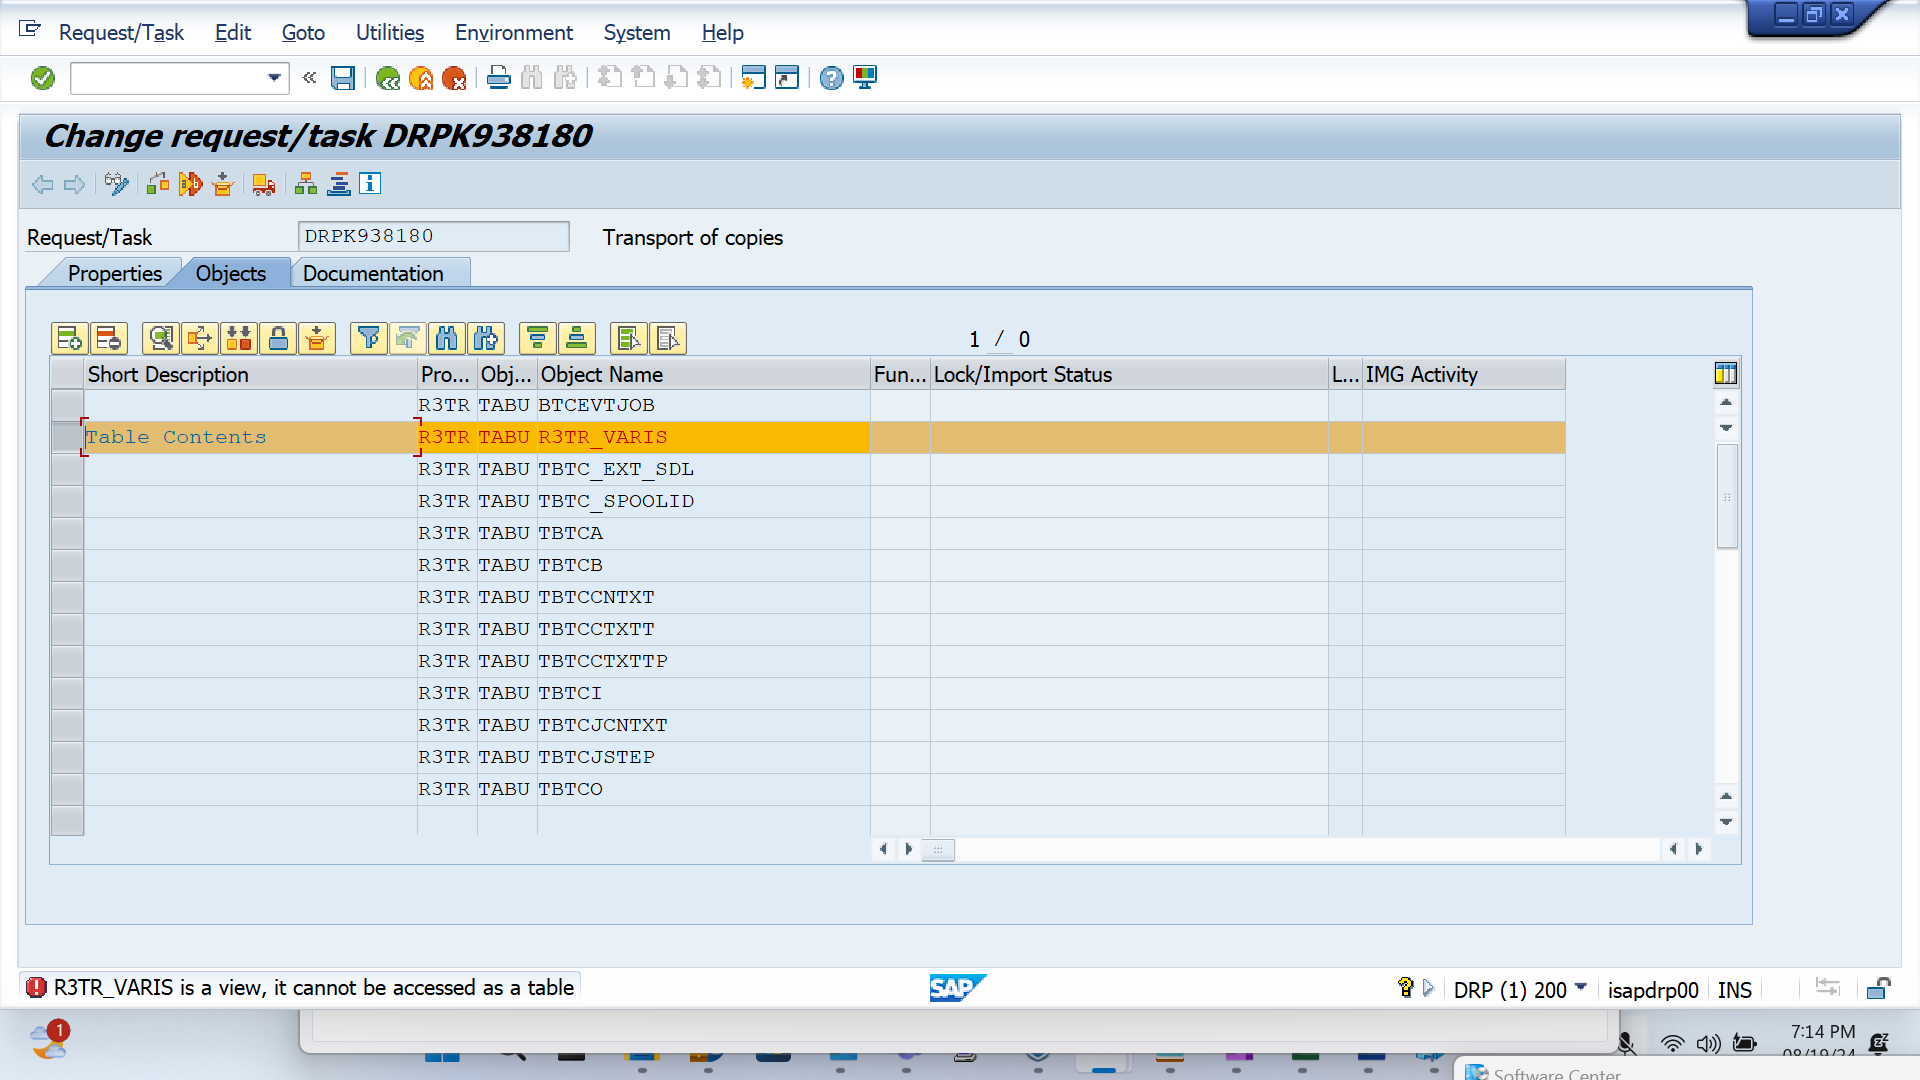 Request/Task Edit Goto Utilities Environment System Help
Change request/task DRPK938180
Request/Task DRPK938180 Transport of copies
Properties Objects Documentation
1 / 0
Short Description Pro... Obj... Object Name Fun... Lock/Import Status L... IMG Activity
R3TR TABU BTCEVTJOB
Table Contents R3TR TABU R3TR_VARIS
R3TR TABU TBTC_EXT_SDL
R3TR TABU TBTC_SPOOLID
R3TR TABU TBTCA
R3TR TABU TBTCB
R3TR TABU TBTCCNTXT
R3TR TABU TBTCCTXTT
R3TR TABU TBTCCTXTTP
R3TR TABU TBTCI
R3TR TABU TBTCJCNTXT
R3TR TABU TBTCJSTEP
R3TR TABU TBTCO
R3TR_VARIS is a view, it cannot be accessed as a table SAP DRP (1) 200 isapdrp00 INS
1
7:14 PM
08/19/24
Software Center